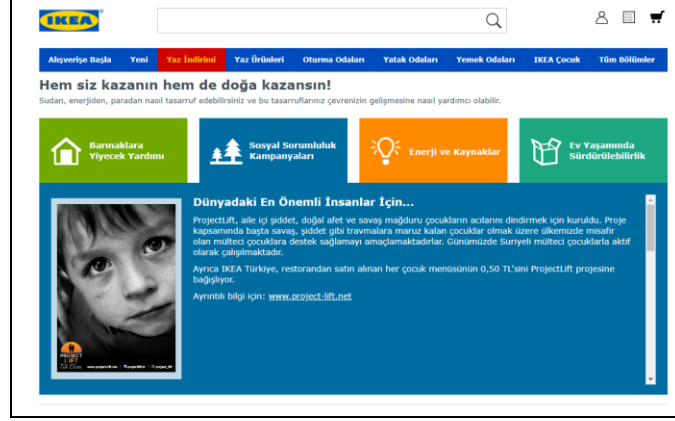 IKEA
Alışverişe Başla Yeni Yaz İndirimi Yaz Ürünleri Oturma Odaları Yatak Odaları Yemek Odaları IKEA Çocuk Tüm Bölümler
Hem siz kazanın hem de doğa kazansın!
Sudan, enerjiden, paradan nasıl tasarruf edebilirsiniz ve bu tasarruflarınız çevrenizin gelişmesine nasıl yardımcı olabilir.
Barınaklara
Yiyecek Yardımı
Sosyal Sorumluluk
Kampanyaları
Enerji ve Kaynaklar
Ev Yaşamında
Sürdürülebilirlik
Dünyadaki En Önemli İnsanlar İçin...
ProjectLift, aile içi şiddet, doğal afet ve savaş mağduru çocukların acılarını dindirmek için kuruldu. Proje
kapsamında başta savaş, şiddet gibi travmalara maruz kalan çocuklar olmak üzere ülkemizde misafir
olan mülteci çocuklara destek sağlamayı amaçlamaktadırlar. Günümüzde Suriyeli mülteci çocuklarla aktif
olarak çalışılmaktadır.
Ayrıca IKEA Türkiye, restorandan satın alınan her çocuk menüsünün 0,50 TL'sini ProjectLift projesine
bağışlıyor.
Ayrıntılı bilgi için: www.project-lift.net
PROJECT
LIFT